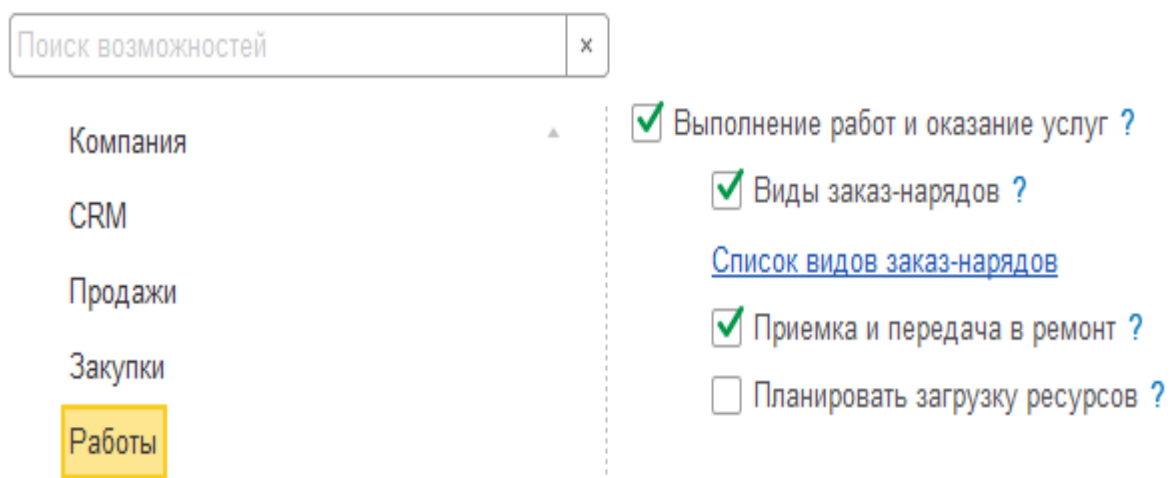 Поиск возможностей ×
Компания
CRM
Продажи
Закупки
Работы
Выполнение работ и оказание услуг ?
Виды заказ-нарядов ?
Список видов заказ-нарядов
Приемка и передача в ремонт ?
Планировать загрузку ресурсов ?